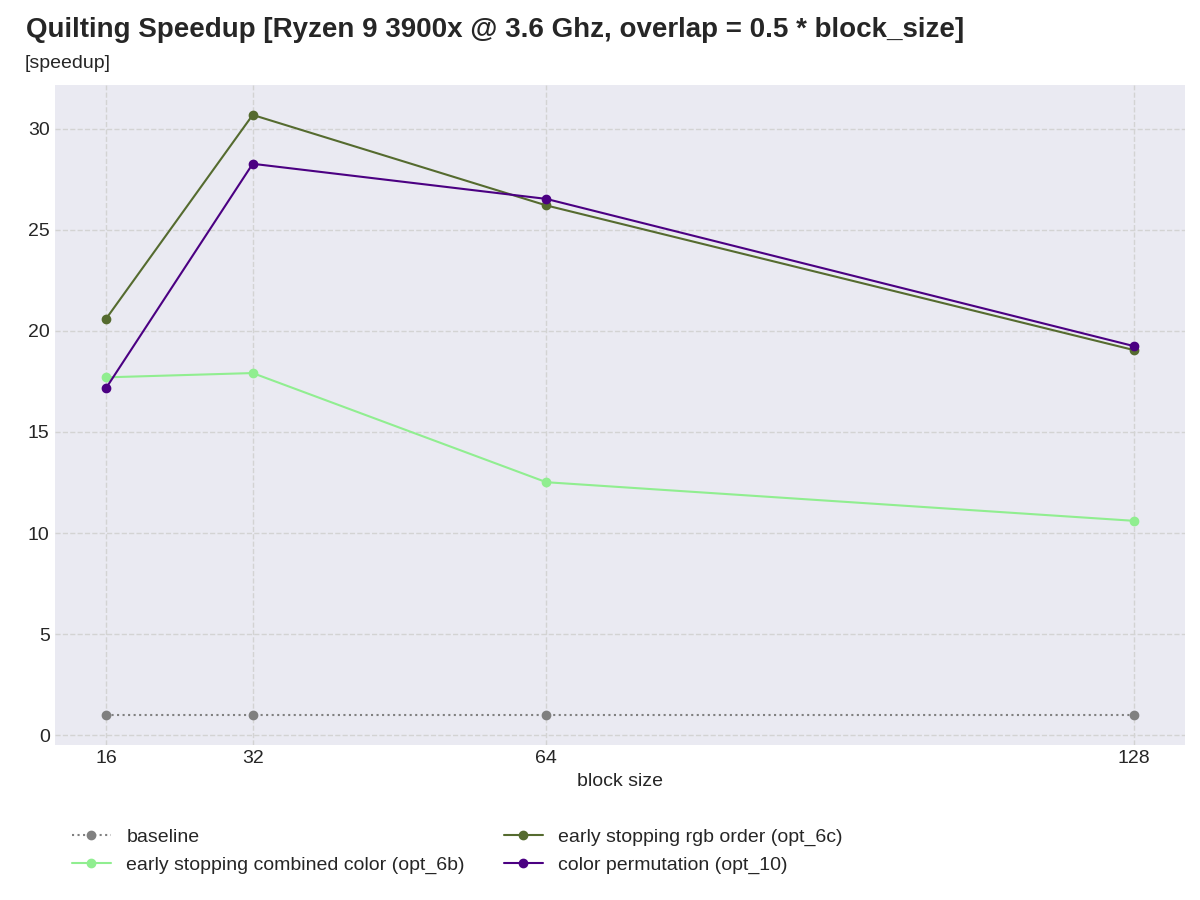 Quilting Speedup [Ryzen 9 3900x @ 3.6 Ghz, overlap = 0.5 * block_size]
[speedup]
30
25
20
15
10
5
0
16 32 64 128
block size
baseline
early stopping combined color (opt_6b)
early stopping rgb order (opt_6c)
color permutation (opt_10)